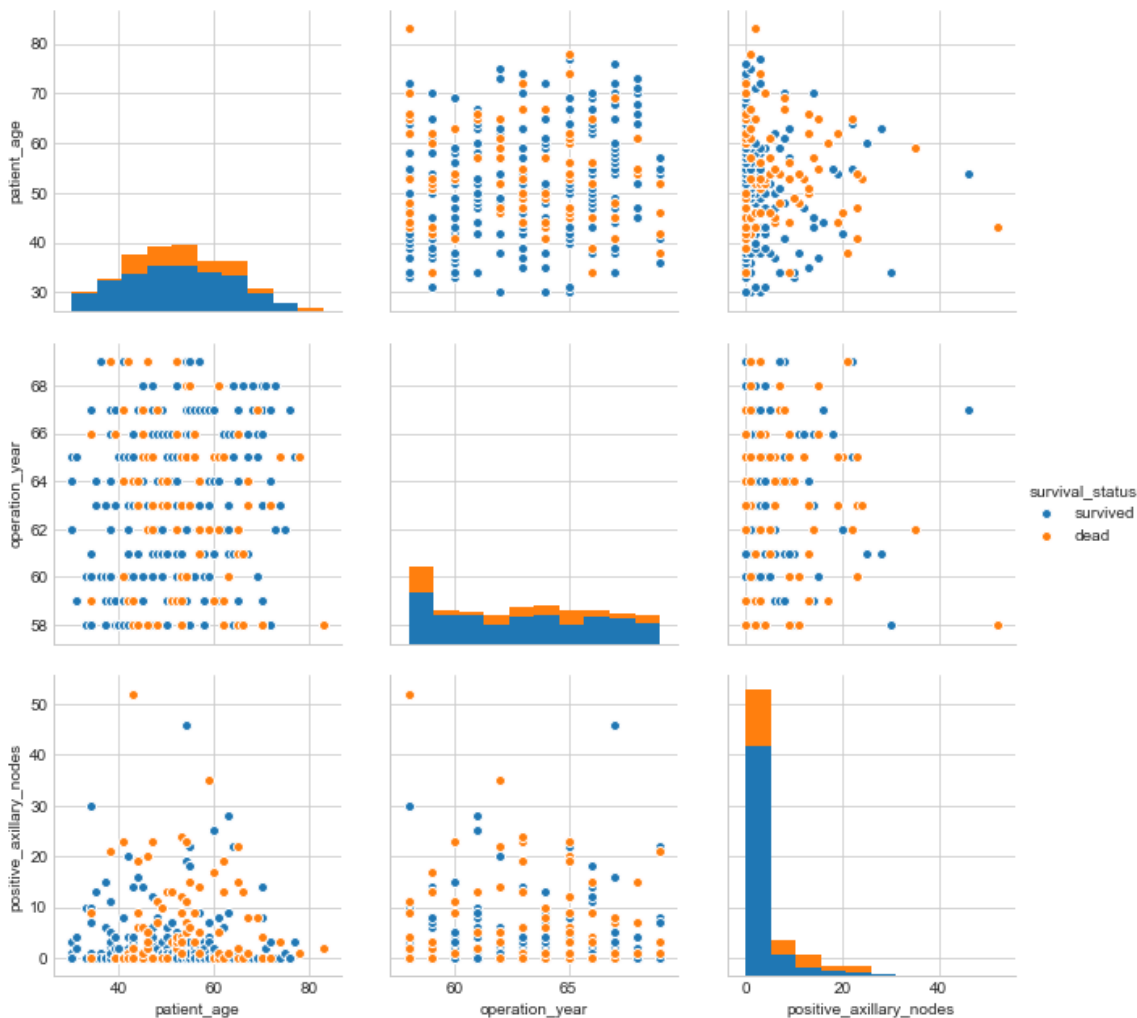 80
70
60
50
40
30
patient_age
68
66
64
62
60
58
operation_year
survival_status
survived
dead
50
40
30
20
10
0
positive_axillary_nodes
40 60 80
60 65
0 20 40
patient_age operation_year positive_axillary_nodes